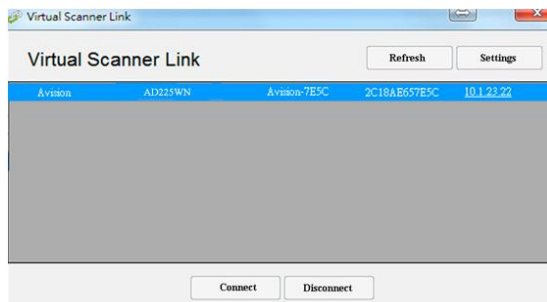 Virtual Scanner Link
Virtual Scanner Link Refresh Settings
Avision AD225WN Avision-7E5C 2C18AE657E5C 10.1.23.22
Connect Disconnect